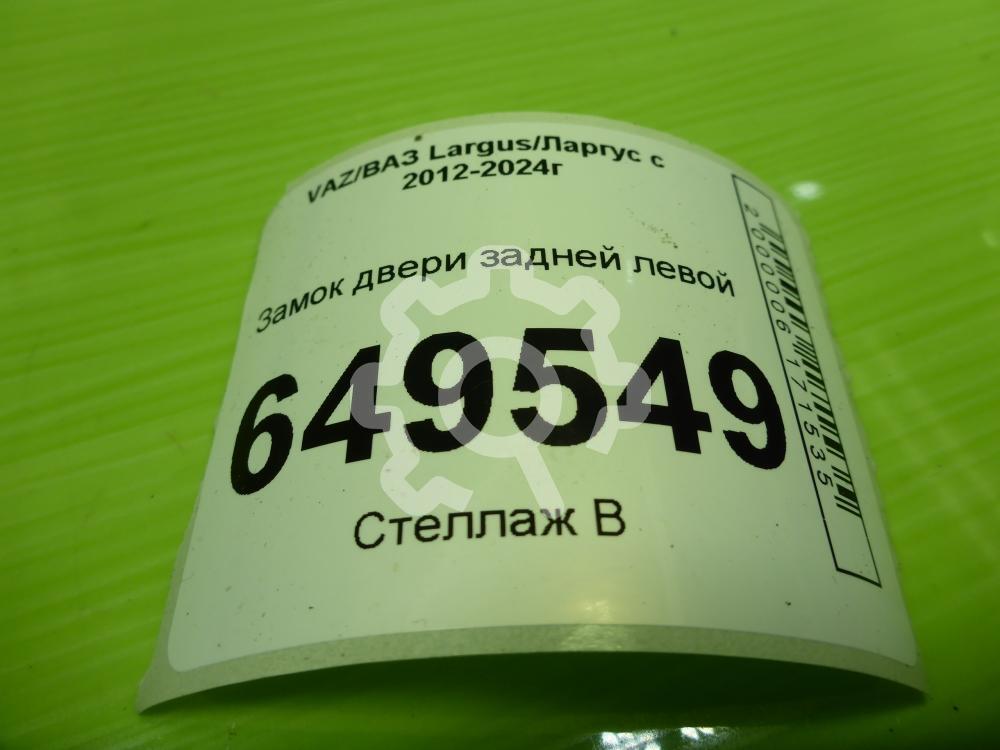 VAZ/ВАЗ Largus/Ларгус с
2012-2024г
Замок двери задней левой
649549
Стеллаж В
2000006171535